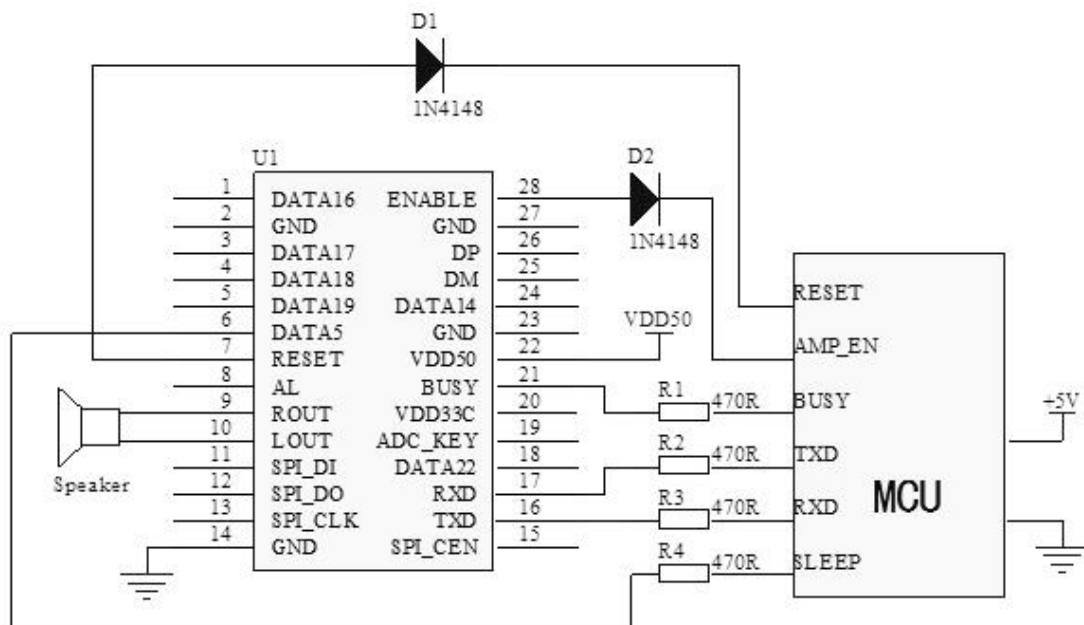 D1
1N4148
U1
D2
1N4148
1 DATA16 ENABLE 28
2 GND GND 27
3 DATA17 DP 26
4 DATA18 DM 25
5 DATA19 DATA14 24
6 DATA5 GND 23
7 RESET VDD50 22
8 AL BUSY 21
9 ROUT VDD33C 20
10 LOUT ADC_KEY 19
11 SPI_DI DATA22 18
12 SPI_DO RXD 17
13 SPI_CLK TXD 16
14 GND SPI_CEN 15
Speaker
VDD50
R1 470R
R2 470R
R3 470R
R4 470R
RESET
AMP_EN
BUSY
TXD
RXD
SLEEP
MCU
+5V